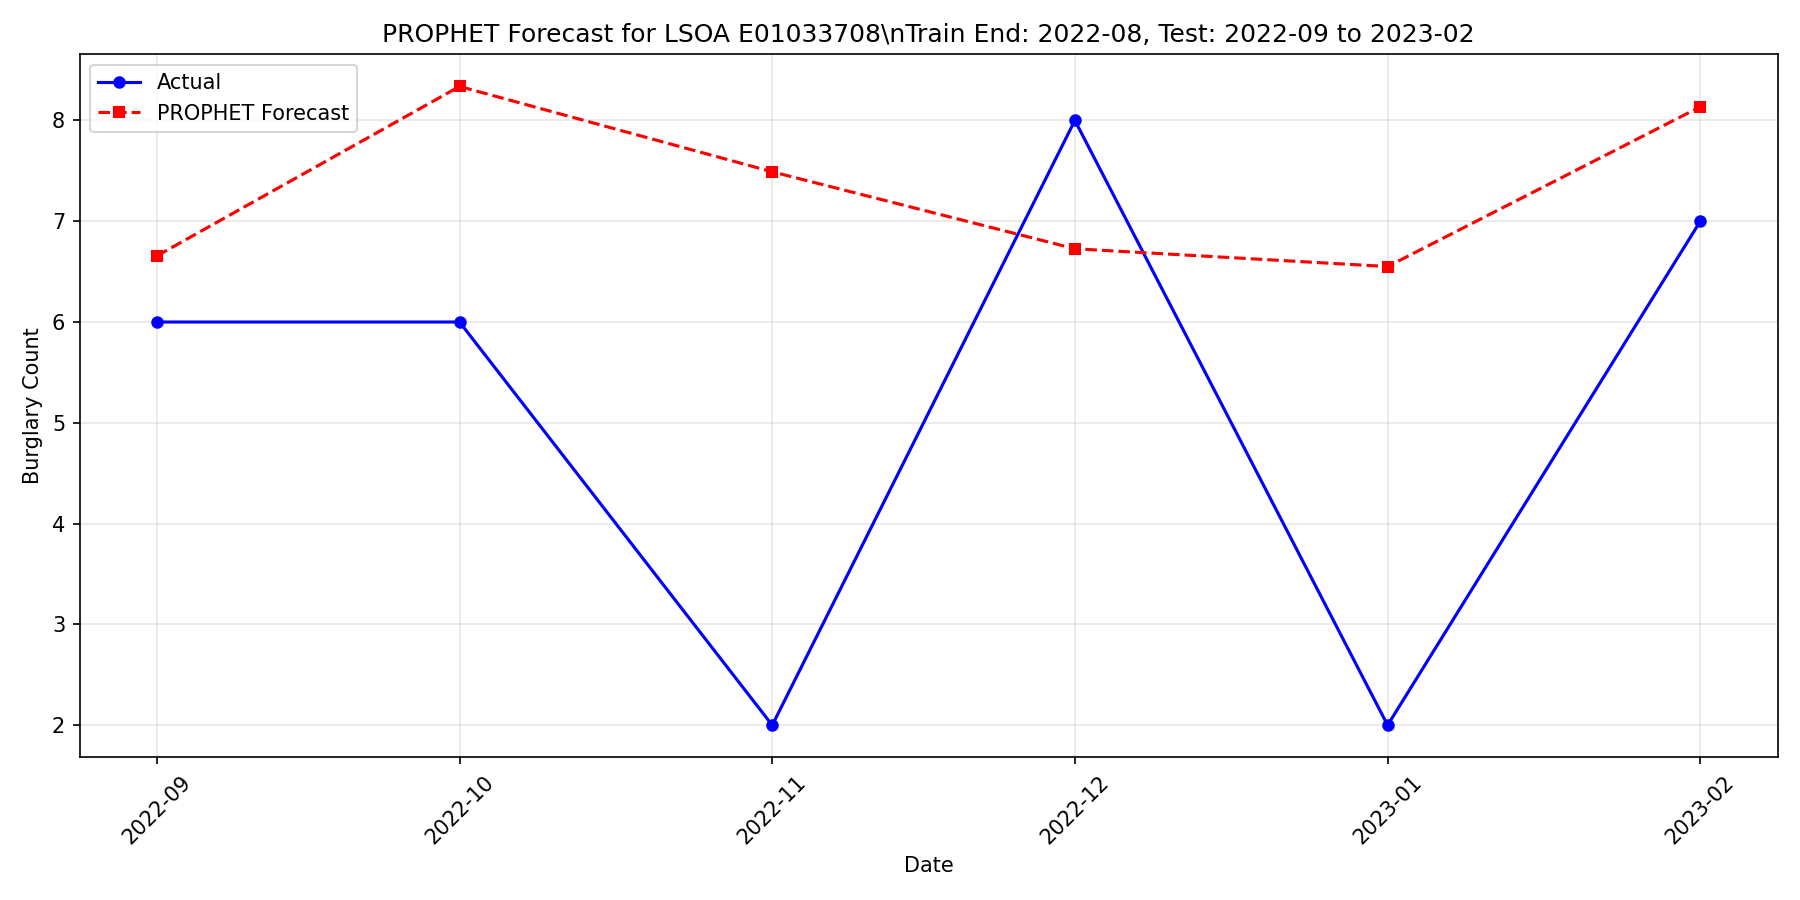 PROPHET Forecast for LSOA E01033708\nTrain End: 2022-08, Test: 2022-09 to 2023-02
Actual
PROPHET Forecast
Burglary Count
8
7
6
5
4
3
2
2022-09
2022-10
2022-11
2022-12
2023-01
2023-02
Date